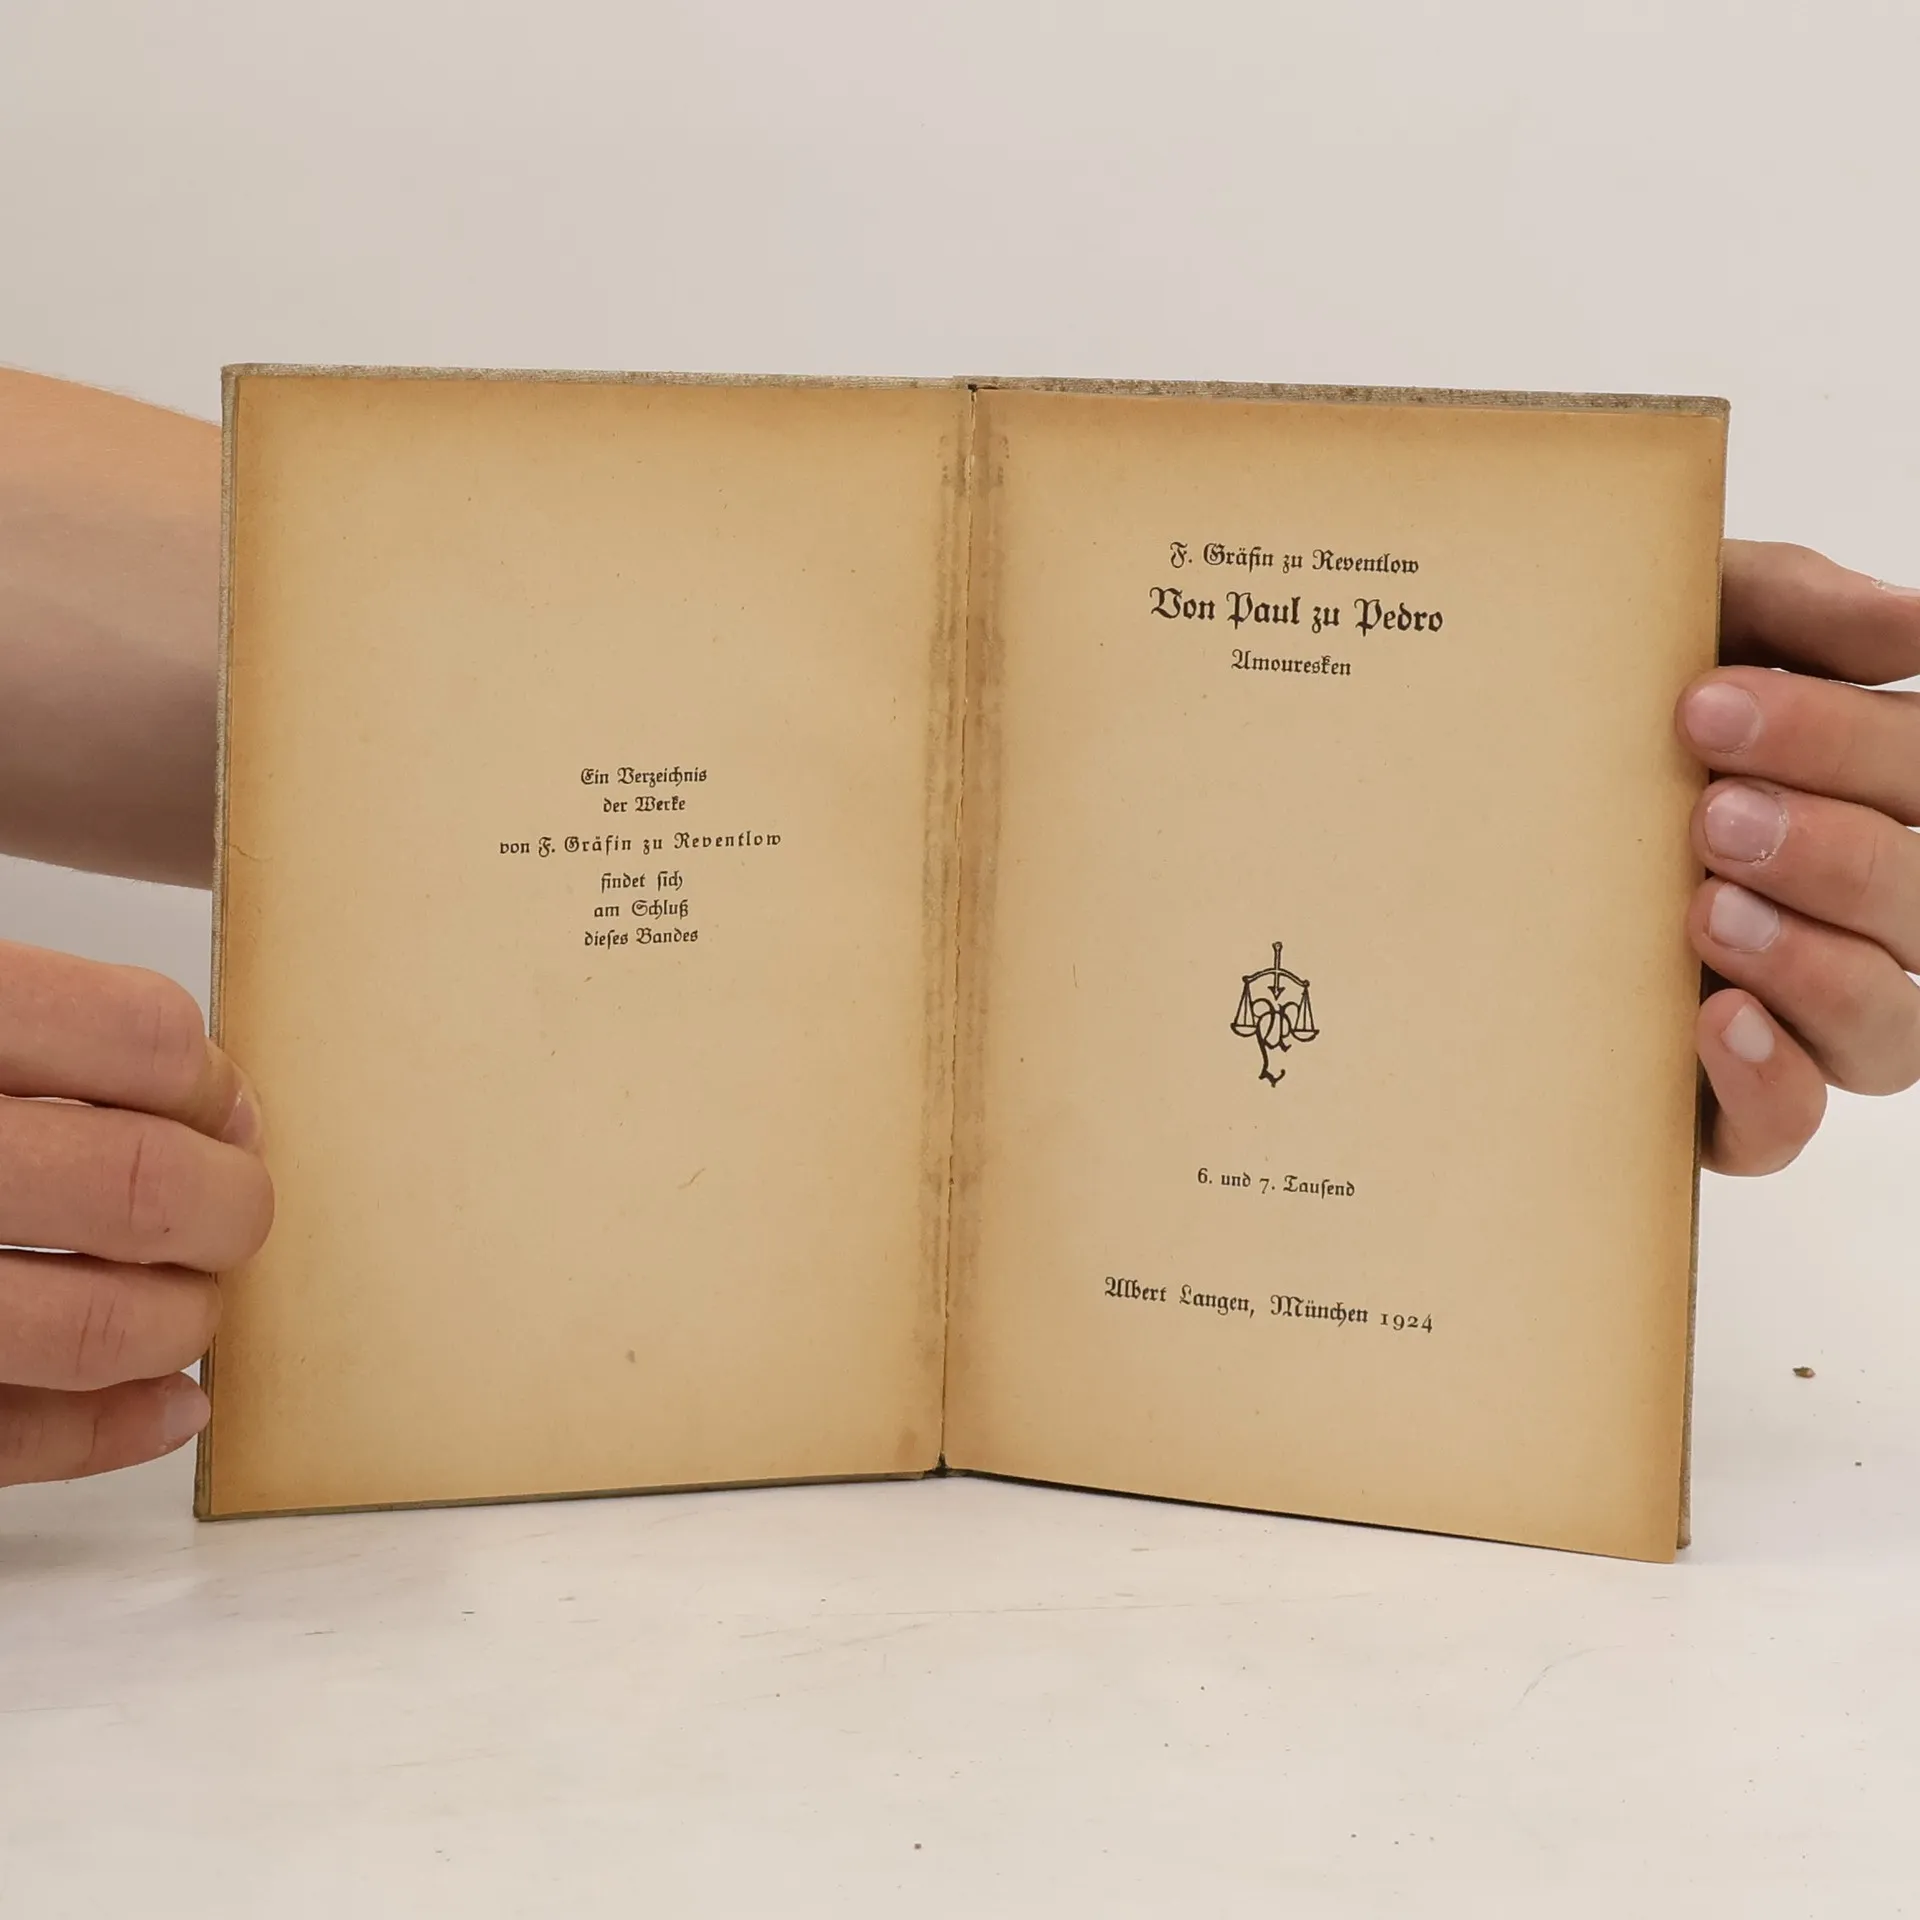 Ein Verzeichnis
der Werke
von F. Gräfin zu Reventlow
findet sich
am Schluß
dieses Bandes
F. Gräfin zu Reventlow
Von Paul zu Pedro
Amouresken
6. und 7. Tausend
Albert Langen, München 1924